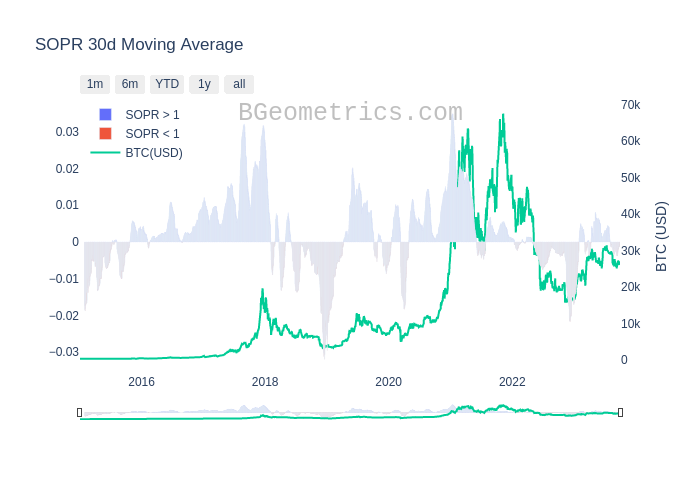 SOPR 30d Moving Average
1m 6m YTD 1y all
BGeometrics.com
SOPR > 1
SOPR < 1
BTC(USD)
0.03
0.02
0.01
0
−0.01
−0.02
−0.03
70k
60k
50k
40k
30k
20k
10k
0
BTC (USD)
2016 2018 2020 2022